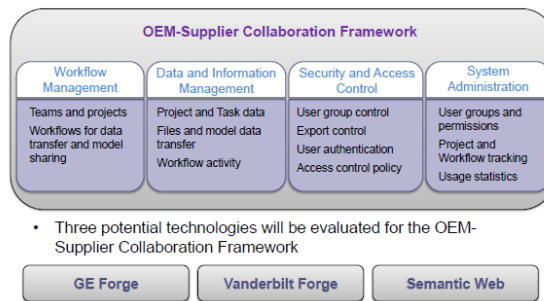 OEM-Supplier Collaboration Framework
Workflow
Management
Teams and projects
Workflows for data
transfer and model
sharing
Data and Information
Management
Project and Task data
Files and model data
transfer
Workflow activity
Security and Access
Control
User group control
Export control
User authentication
Access control policy
System
Administration
User groups and
permissions
Project and
Workflow tracking
Usage statistics
• Three potential technologies will be evaluated for the OEM-
Supplier Collaboration Framework
GE Forge
Vanderbilt Forge
Semantic Web